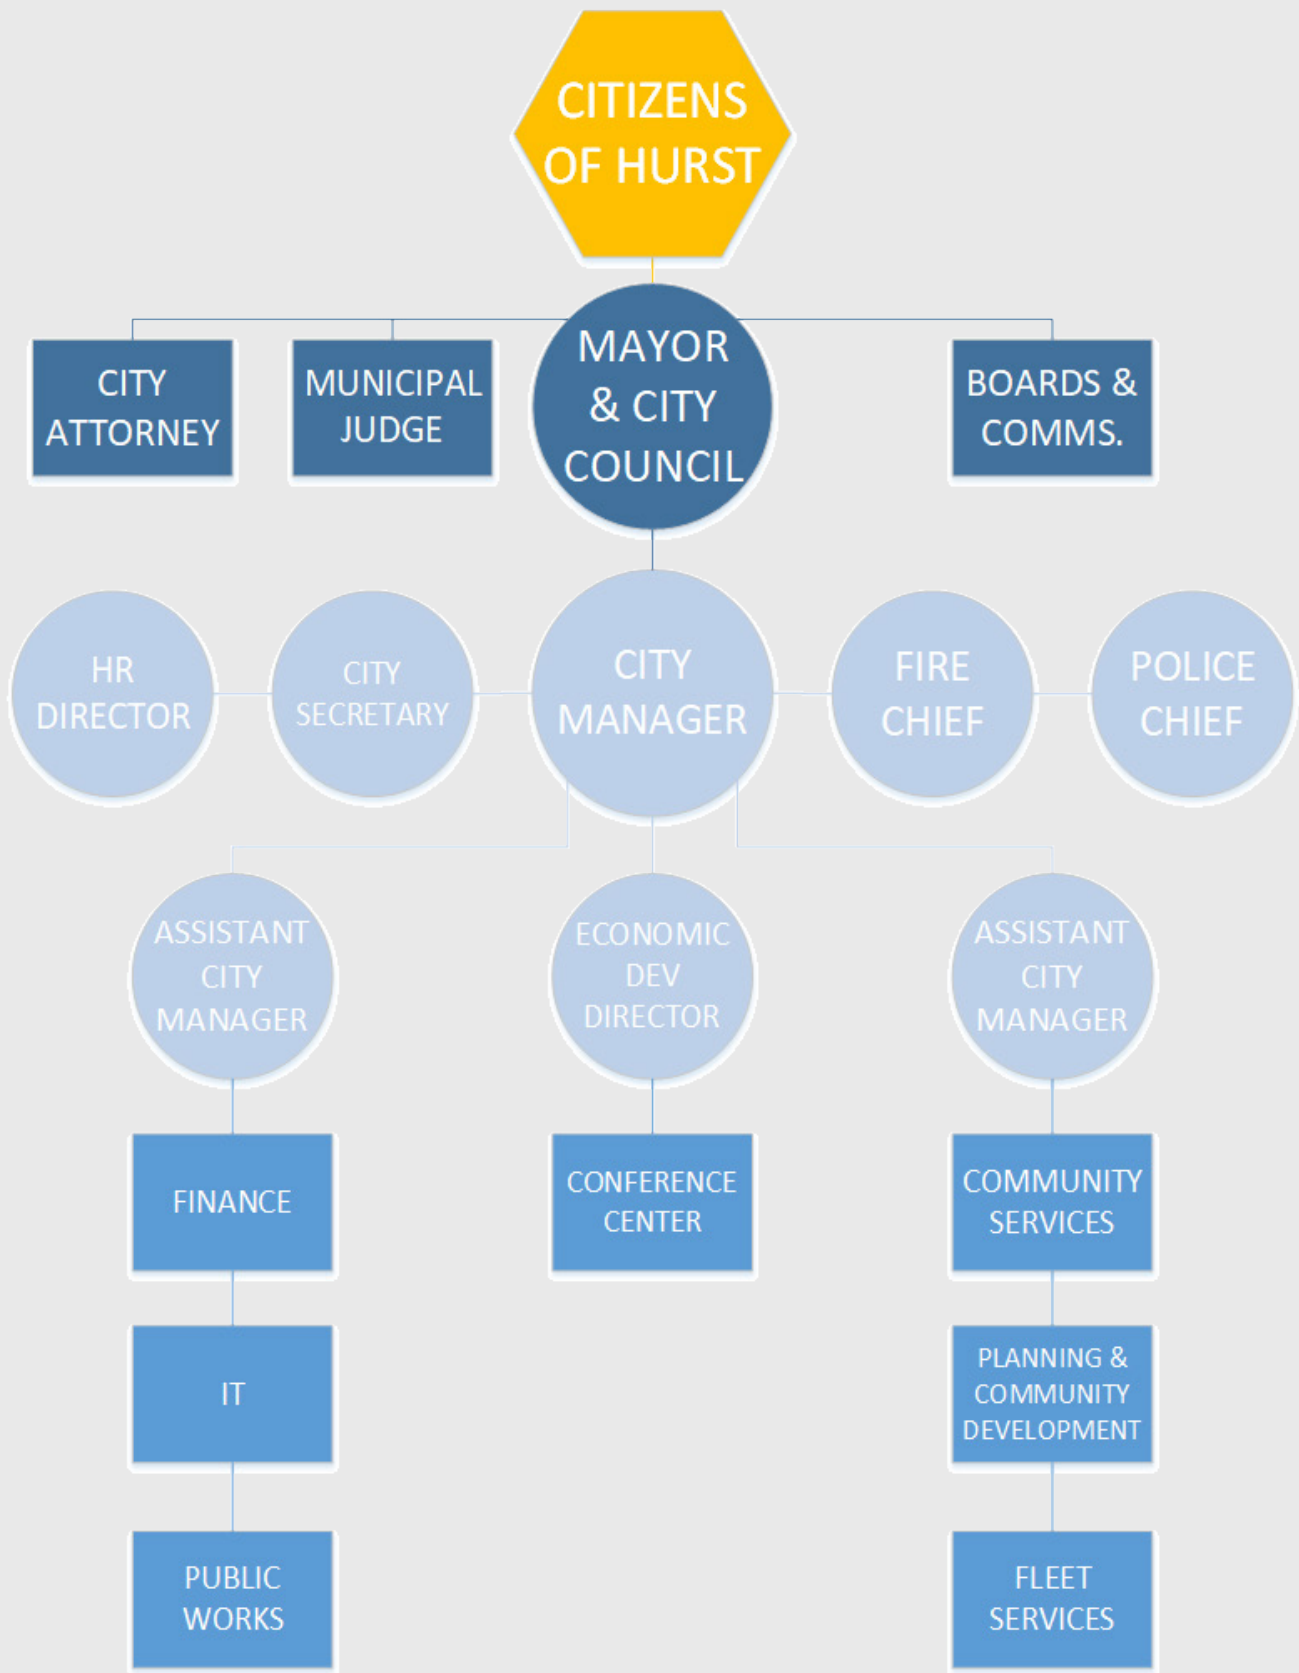 CITIZENS
OF HURST
CITY
ATTORNEY
MUNICIPAL
JUDGE
MAYOR
& CITY
COUNCIL
BOARDS &
COMMS.
HR
DIRECTOR
CITY
SECRETARY
CITY
MANAGER
FIRE
CHIEF
POLICE
CHIEF
ASSISTANT
CITY
MANAGER
ECONOMIC
DEV
DIRECTOR
ASSISTANT
CITY
MANAGER
FINANCE
CONFERENCE
CENTER
COMMUNITY
SERVICES
IT
PLANNING &
COMMUNITY
DEVELOPMENT
PUBLIC
WORKS
FLEET
SERVICES